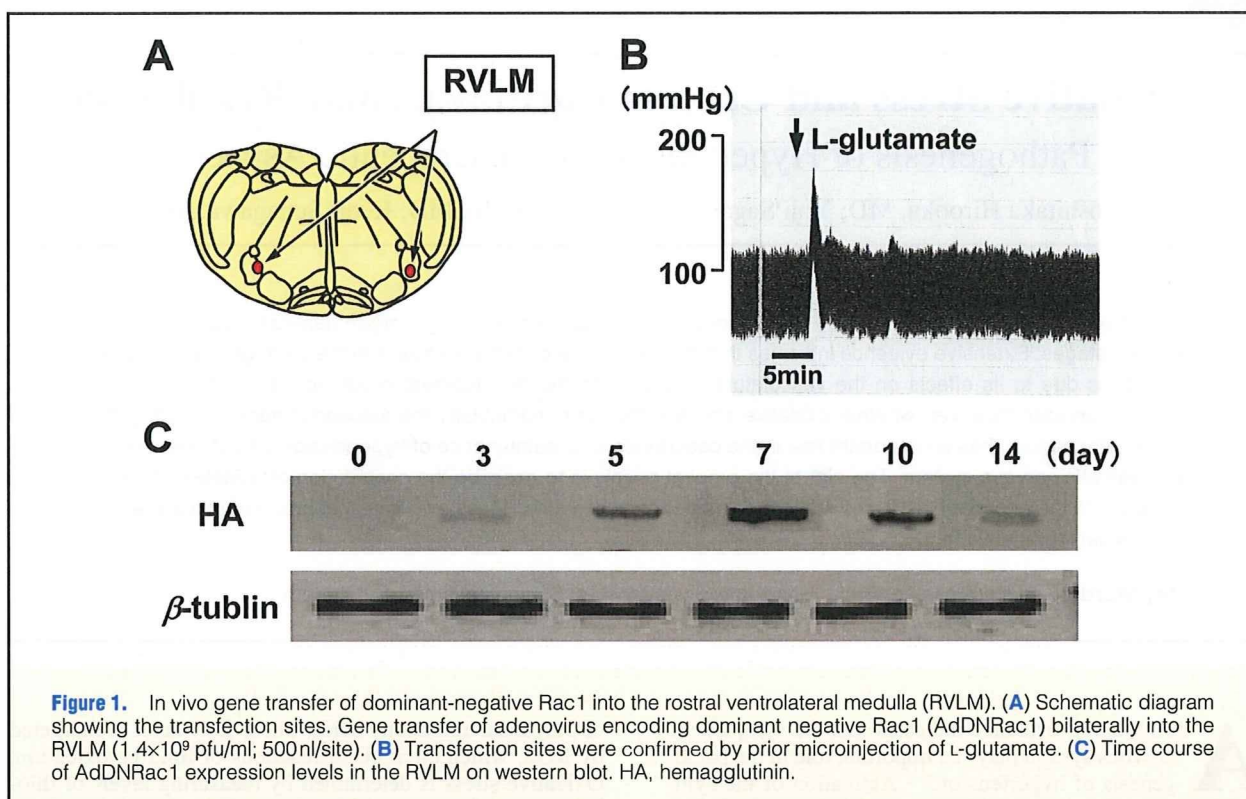 A
RVLM
B
(mmHg)
200
L-glutamate
100
5min
C
0 3 5 7 10 14 (day)
HA
β-tublin
Figure 1. In vivo gene transfer of dominant-negative Rac1 into the rostral ventrolateral medulla (RVLM). (A) Schematic diagram
showing the transfection sites. Gene transfer of adenovirus encoding dominant negative Rac1 (AdDNRac1) bilaterally into the
RVLM (1.4×10⁹ pfu/ml; 500 nl/site). (B) Transfection sites were confirmed by prior microinjection of L-glutamate. (C) Time course
of AdDNRac1 expression levels in the RVLM on western blot. HA, hemagglutinin.